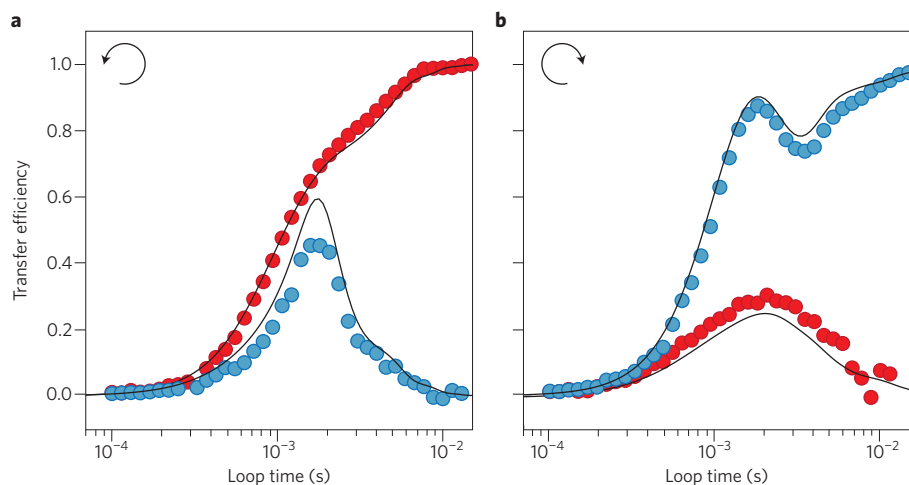 a
b
1.0
0.8
0.6
0.4
0.2
0.0
Transfer efficiency
10⁻⁴
10⁻³
10⁻²
10⁻⁴
10⁻³
10⁻²
Loop time (s)
Loop time (s)